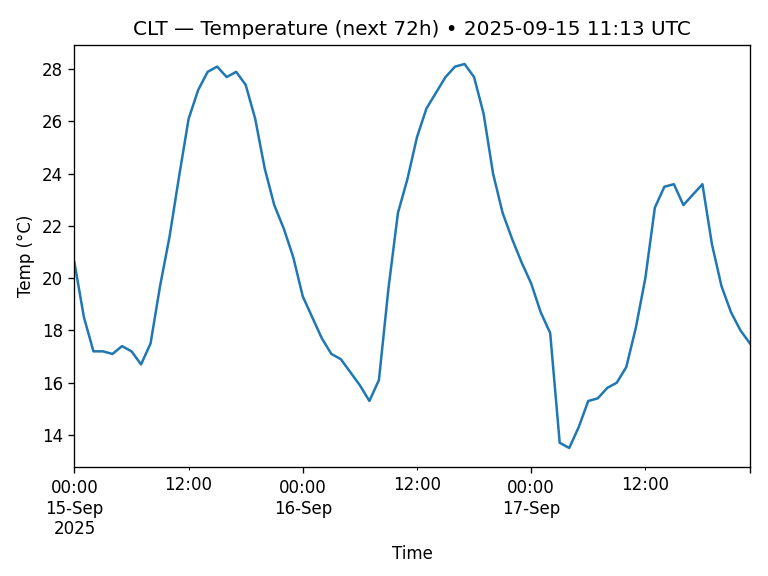 CLT — Temperature (next 72h) • 2025-09-15 11:13 UTC
Temp (°C)
28
26
24
22
20
18
16
14
00:00 12:00 00:00 12:00 00:00 12:00
15-Sep 16-Sep 17-Sep
2025
Time